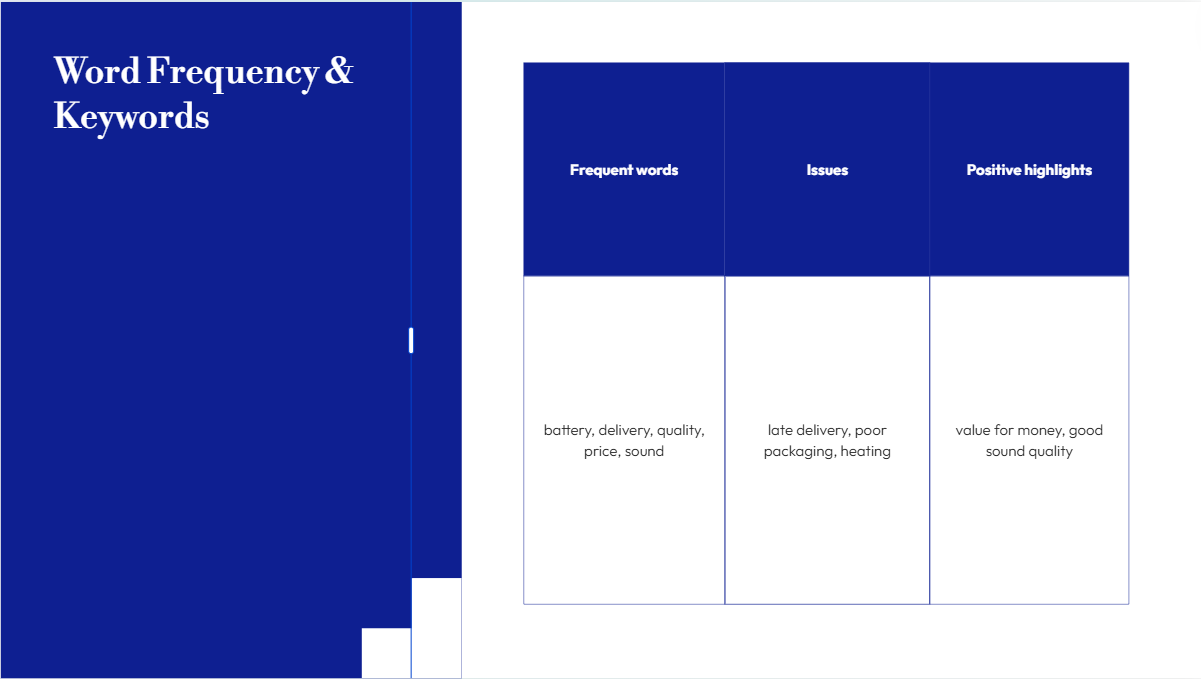 Word Frequency &
Keywords
Frequent words
Issues
Positive highlights
battery, delivery, quality,
price, sound
late delivery, poor
packaging, heating
value for money, good
sound quality